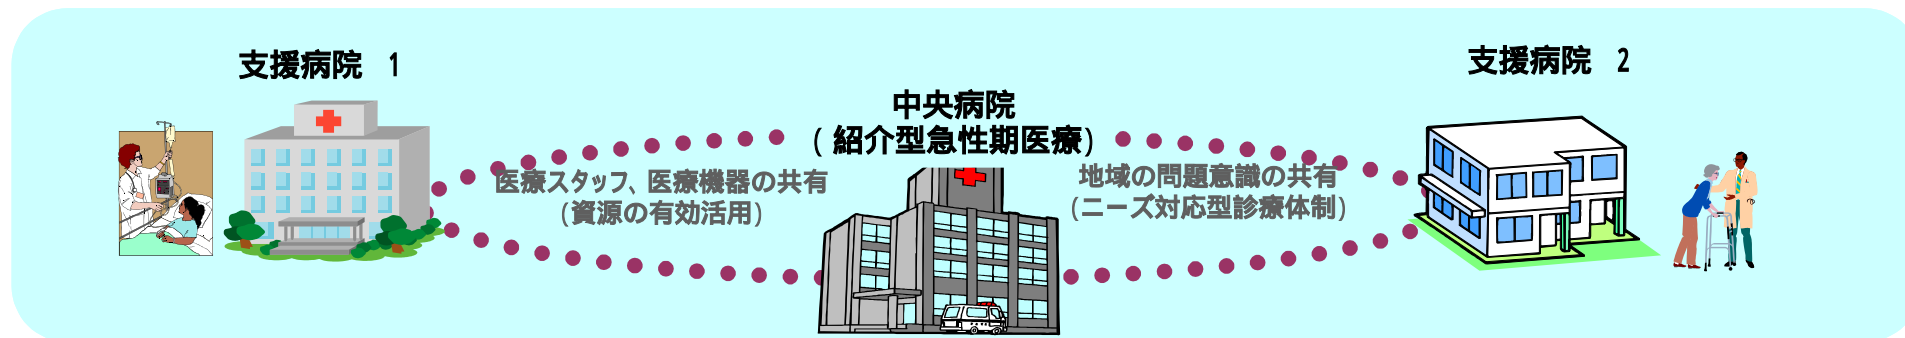 支援病院　1
支援病院　2
中央病院
(紹介型急性期医療)
医療スタッフ、医療機器の共有
(資源の有効活用)
地域の問題意識の共有
(ニーズ対応型診療体制)